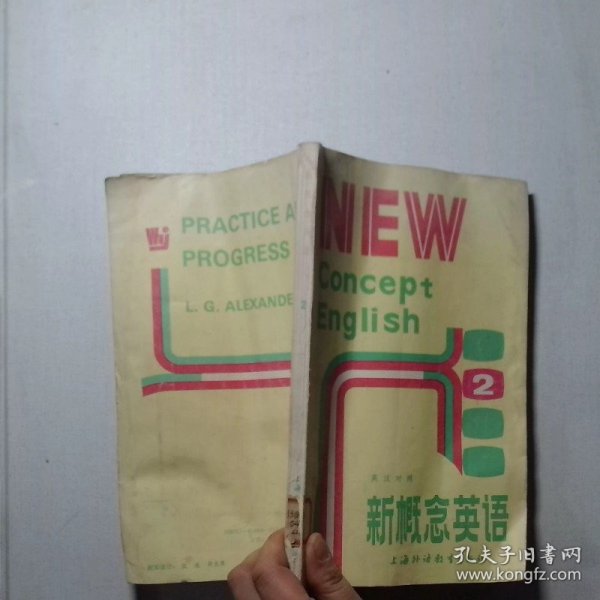 PRACTICE A
PROGRESS
L. G. ALEXANDE
2
NEW
Concept
English
2
英汉对照
新概念英语
上海外语教
孔夫子旧书网
www.kongfz.com